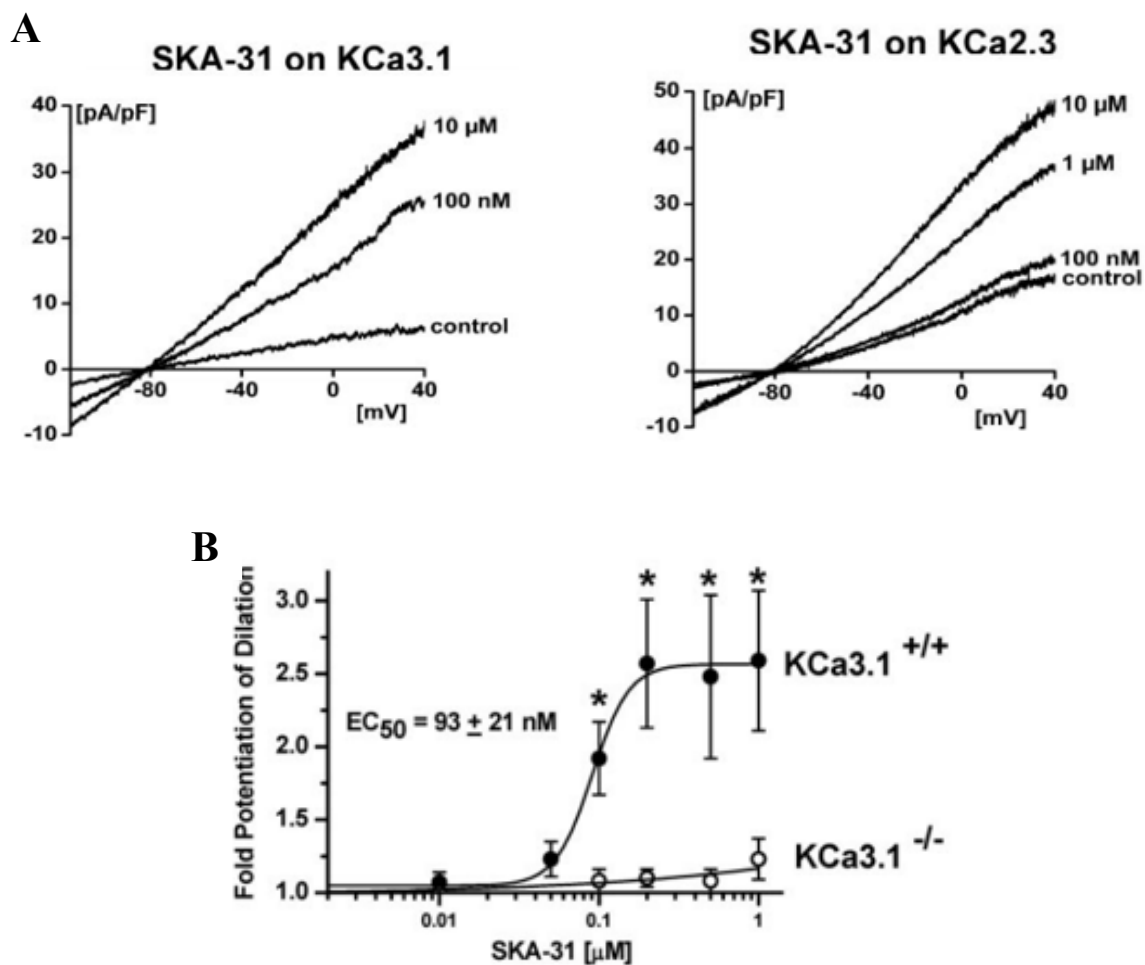 A
SKA-31 on KCa3.1
[pA/pF]
40
30
20
10
0
-10
-80
-40
0
40
[mV]
10 µM
100 nM
control
SKA-31 on KCa2.3
[pA/pF]
50
40
30
20
10
0
-10
-80
-40
0
40
[mV]
10 µM
1 µM
100 nM
control
B
Fold Potentiation of Dilation
3.0
2.5
2.0
1.5
1.0
* * * *
EC50 = 93 ± 21 nM
KCa3.1 +/+
KCa3.1 -/-
0.01
0.1
1
SKA-31 [µM]